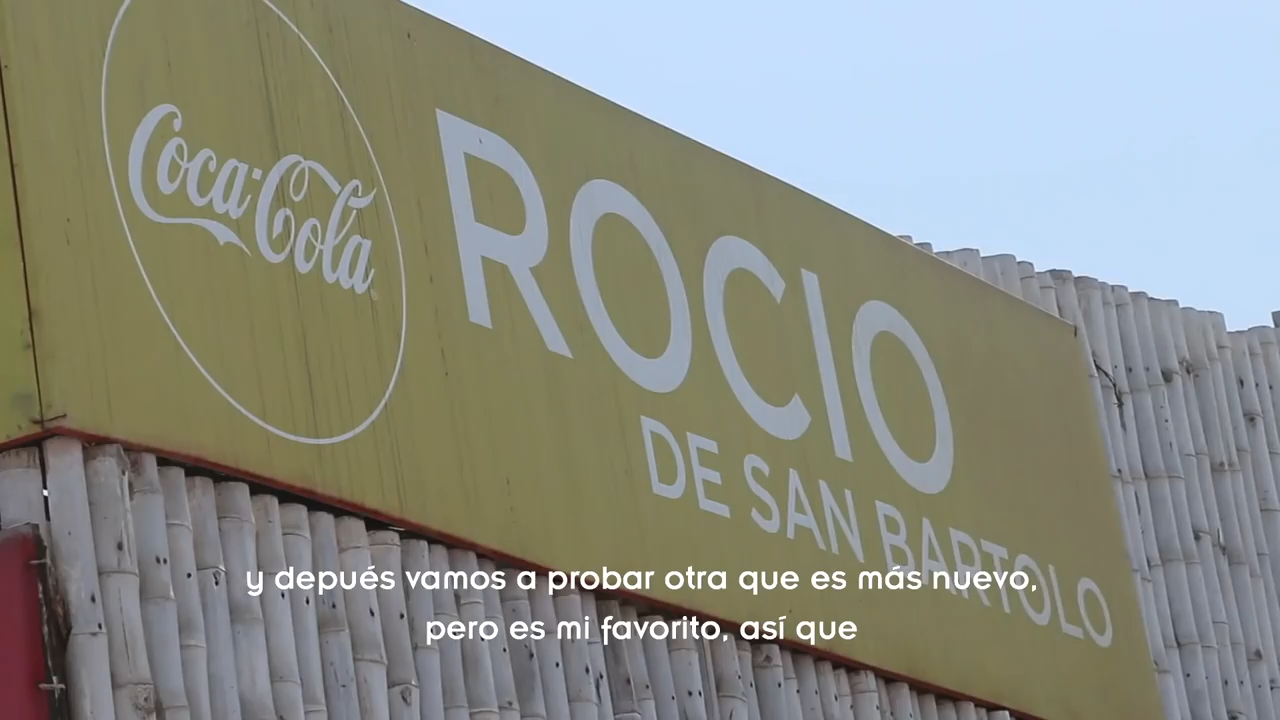 Coca-Cola
ROCIO
DE SAN BARTOLO
y depués vamos a probar otra que es más nuevo,
pero es mi favorito, así que